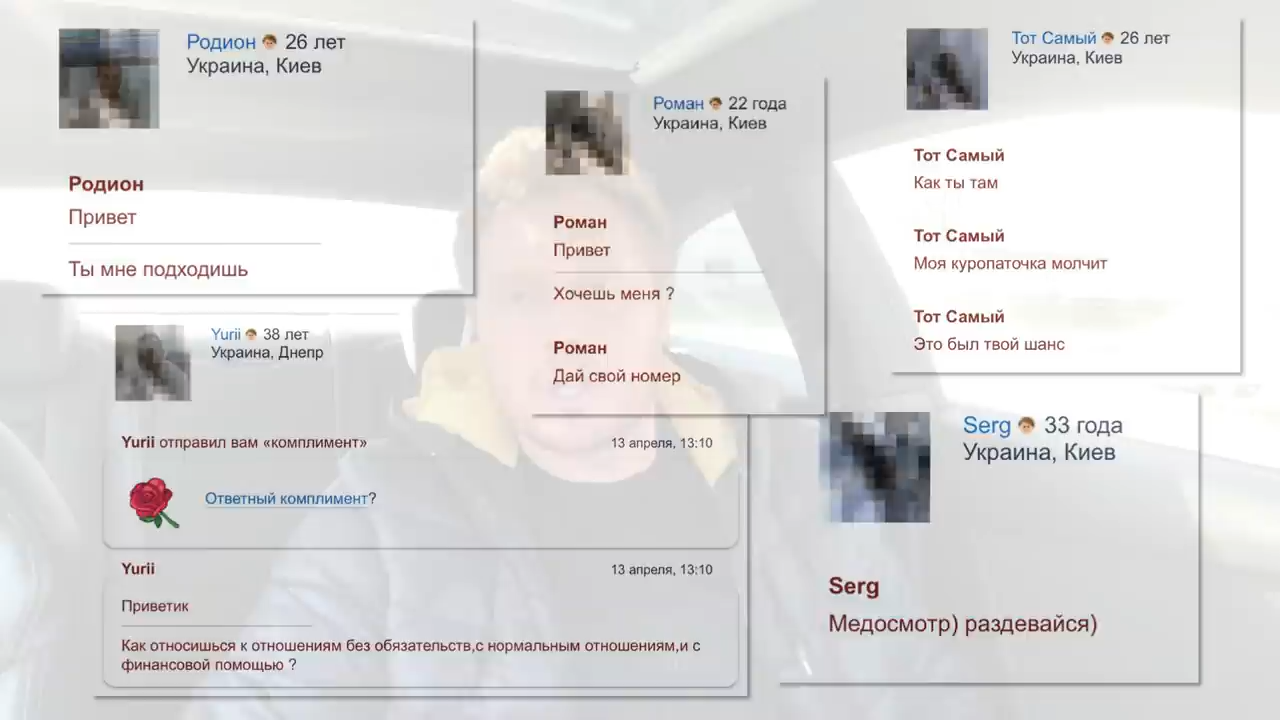 Родион 26 лет
Украина, Киев
Родион
Привет
Ты мне подходишь
Роман 22 года
Украина, Киев
Роман
Привет
Хочешь меня ?
Роман
Дай свой номер
Тот Самый 26 лет
Украина, Киев
Тот Самый
Как ты там
Тот Самый
Моя куропаточка молчит
Тот Самый
Это был твой шанс
Yurii 38 лет
Украина, Днепр
Yurii отправил вам «комплимент» 13 апреля, 13:10
Ответный комплимент?
Yurii 13 апреля, 13:10
Приветик
Как относишься к отношениям без обязательств,с нормальным отношениям,и с
финансовой помощью ?
Serg 33 года
Украина, Киев
Serg
Медосмотр) раздевайся)